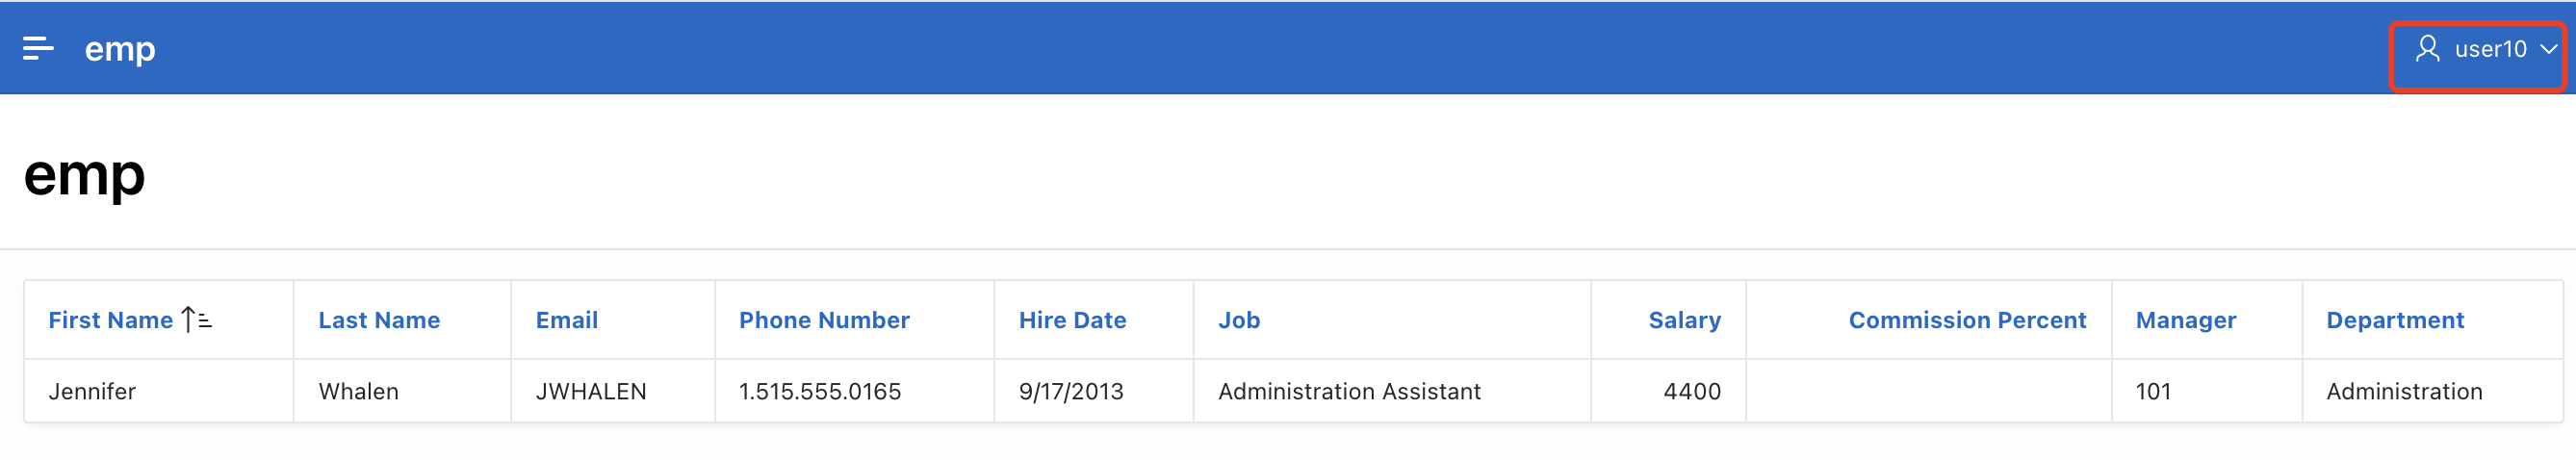 emp user10
emp
First Name Last Name Email Phone Number Hire Date Job Salary Commission Percent Manager Department
Jennifer Whalen JWHALEN 1.515.555.0165 9/17/2013 Administration Assistant 4400 101 Administration